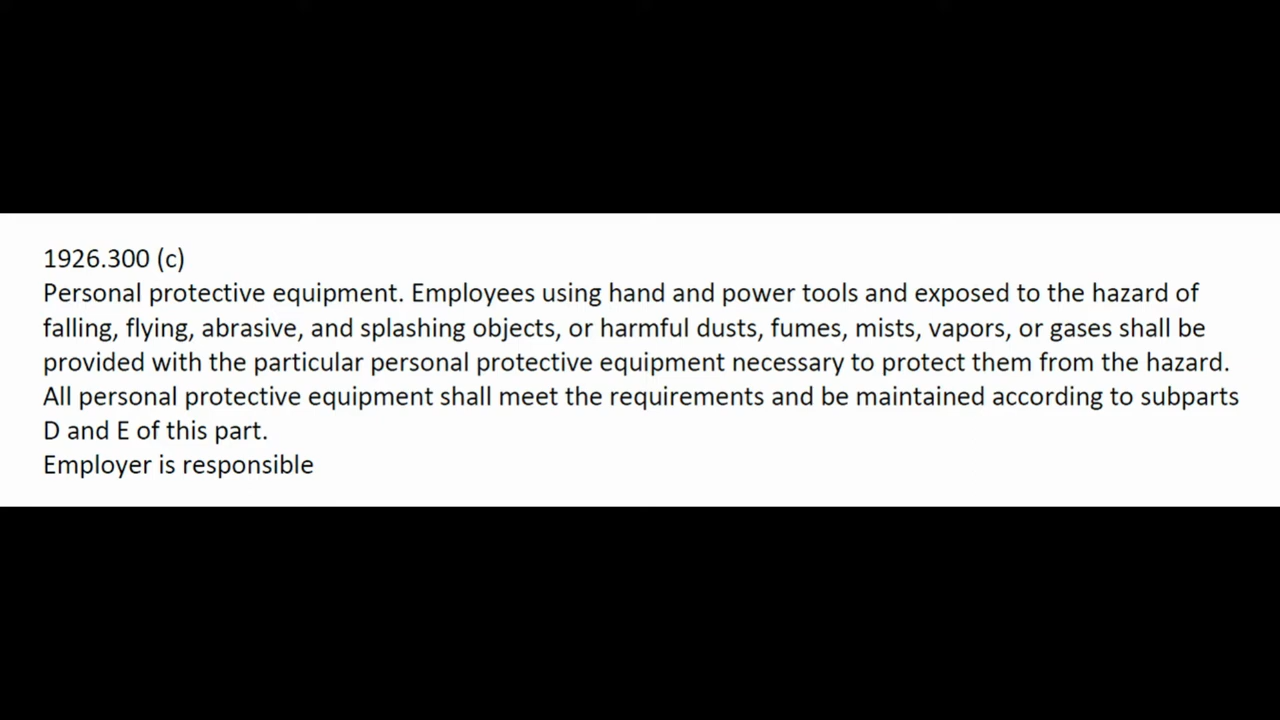 1926.300 (c)
Personal protective equipment. Employees using hand and power tools and exposed to the hazard of
falling, flying, abrasive, and splashing objects, or harmful dusts, fumes, mists, vapors, or gases shall be
provided with the particular personal protective equipment necessary to protect them from the hazard.
All personal protective equipment shall meet the requirements and be maintained according to subparts
D and E of this part.
Employer is responsible